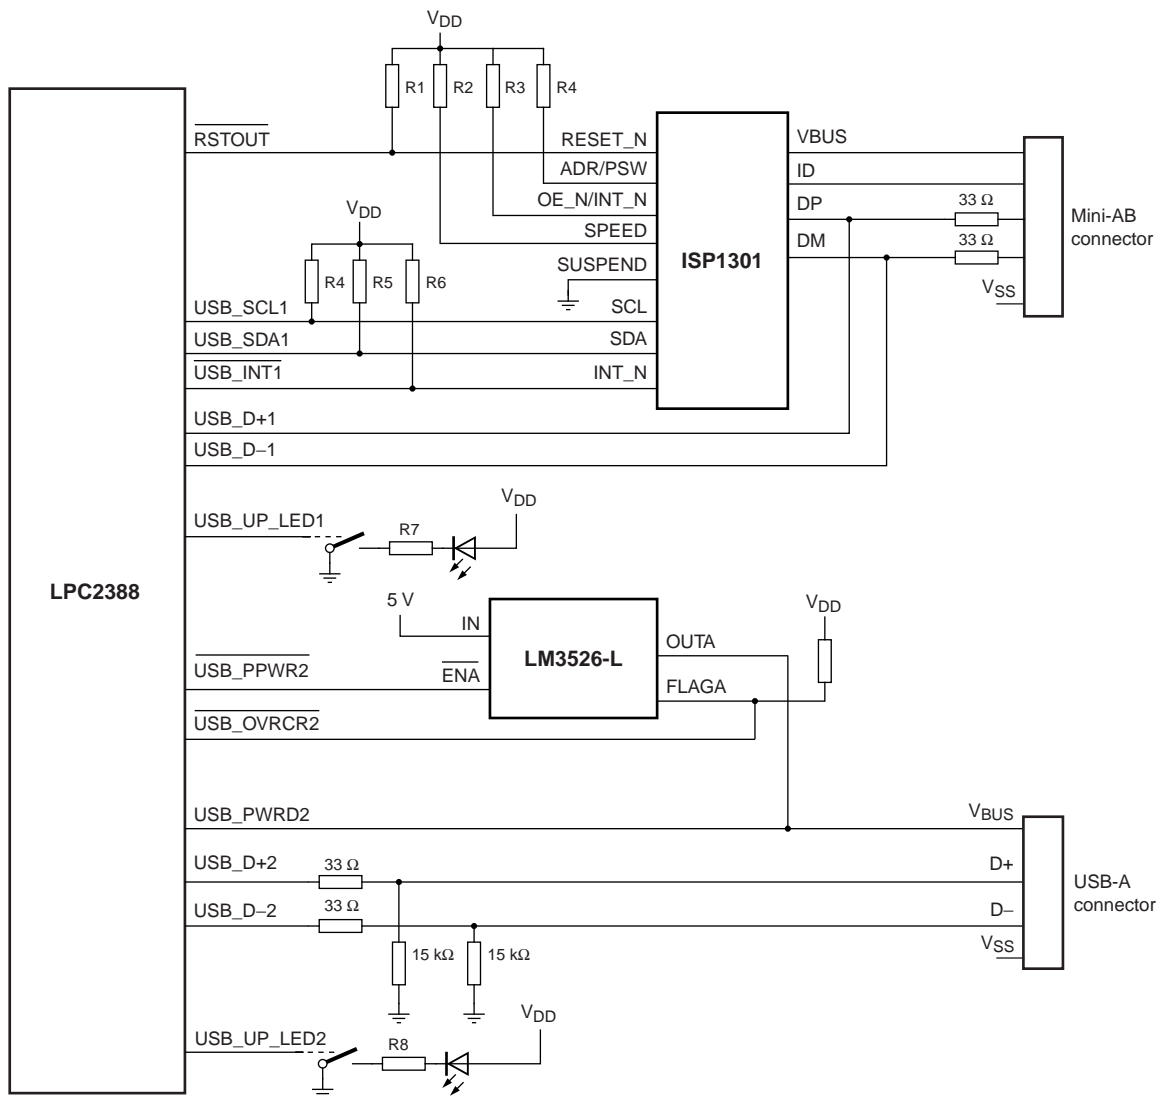 VDD
R1 R2 R3 R4
RSTOUT
RESET_N
VBUS
ADR/PSW
ID
OE_N/INT_N
DP
33 Ω
Mini-AB
connector
VDD
SPEED
DM
33 Ω
ISP1301
SUSPEND
R4 R5 R6
VSS
USB_SCL1
SCL
USB_SDA1
SDA
USB_INT1
INT_N
USB_D+1
USB_D−1
VDD
USB_UP_LED1
R7
LPC2388
5 V
VDD
IN
LM3526-L
OUTA
USB_PPWR2
ENA
FLAGA
USB_OVRCR2
USB_PWRD2
VBUS
USB_D+2
33 Ω
D+
USB-A
connector
USB_D−2
33 Ω
D−
15 kΩ
15 kΩ
VSS
VDD
USB_UP_LED2
R8